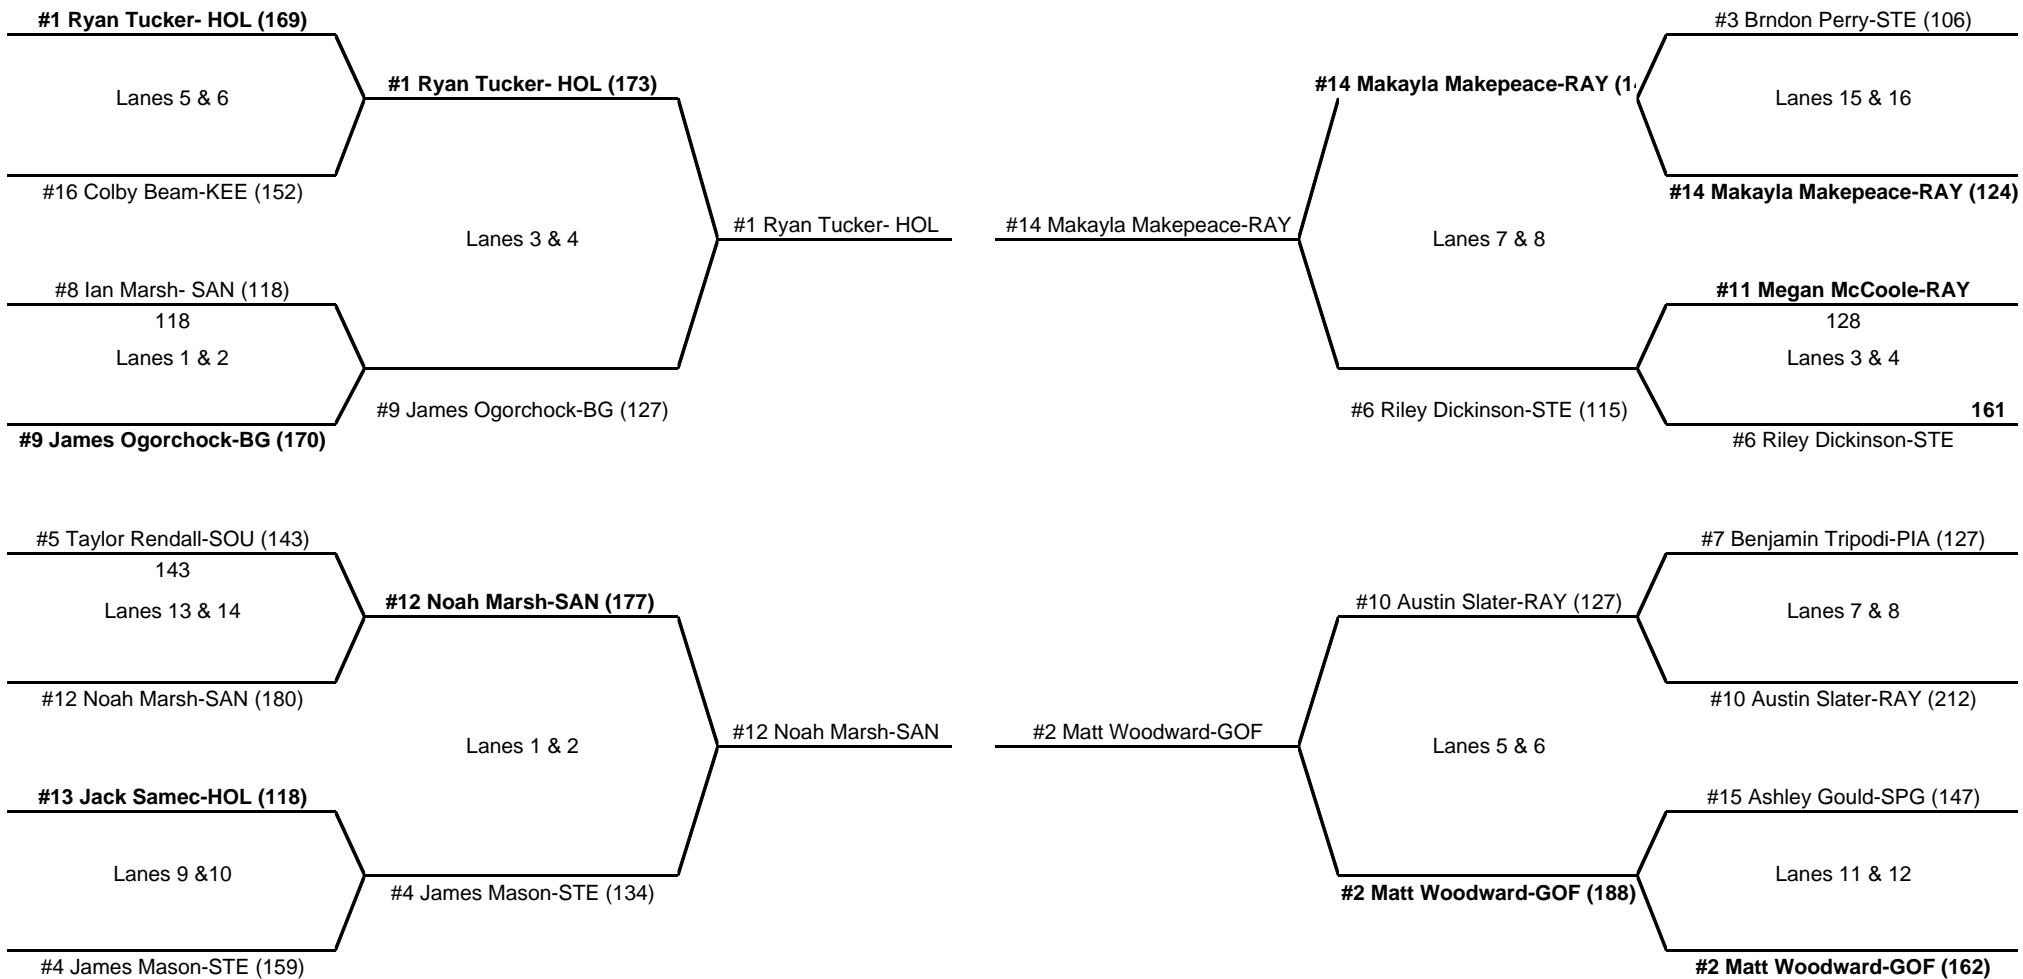 #1 Ryan Tucker- HOL (169)
#3 Brndon Perry-STE (106)
#1 Ryan Tucker- HOL (173)
#14 Makayla Makepeace-RAY (1
Lanes 5 & 6
Lanes 15 & 16
#16 Colby Beam-KEE (152)
#14 Makayla Makepeace-RAY (124)
#1 Ryan Tucker- HOL
#14 Makayla Makepeace-RAY
Lanes 3 & 4
Lanes 7 & 8
#8 Ian Marsh- SAN (118)
#11 Megan McCoole-RAY
118
128
Lanes 1 & 2
Lanes 3 & 4
#9 James Ogorchock-BG (127)
#6 Riley Dickinson-STE (115)
161
#9 James Ogorchock-BG (170)
#6 Riley Dickinson-STE
#5 Taylor Rendall-SOU (143)
#7 Benjamin Tripodi-PIA (127)
143
#12 Noah Marsh-SAN (177)
#10 Austin Slater-RAY (127)
Lanes 13 & 14
Lanes 7 & 8
#12 Noah Marsh-SAN (180)
#10 Austin Slater-RAY (212)
#12 Noah Marsh-SAN
#2 Matt Woodward-GOF
Lanes 1 & 2
Lanes 5 & 6
#13 Jack Samec-HOL (118)
#15 Ashley Gould-SPG (147)
Lanes 9 &10
Lanes 11 & 12
#4 James Mason-STE (134)
#2 Matt Woodward-GOF (188)
#4 James Mason-STE (159)
#2 Matt Woodward-GOF (162)